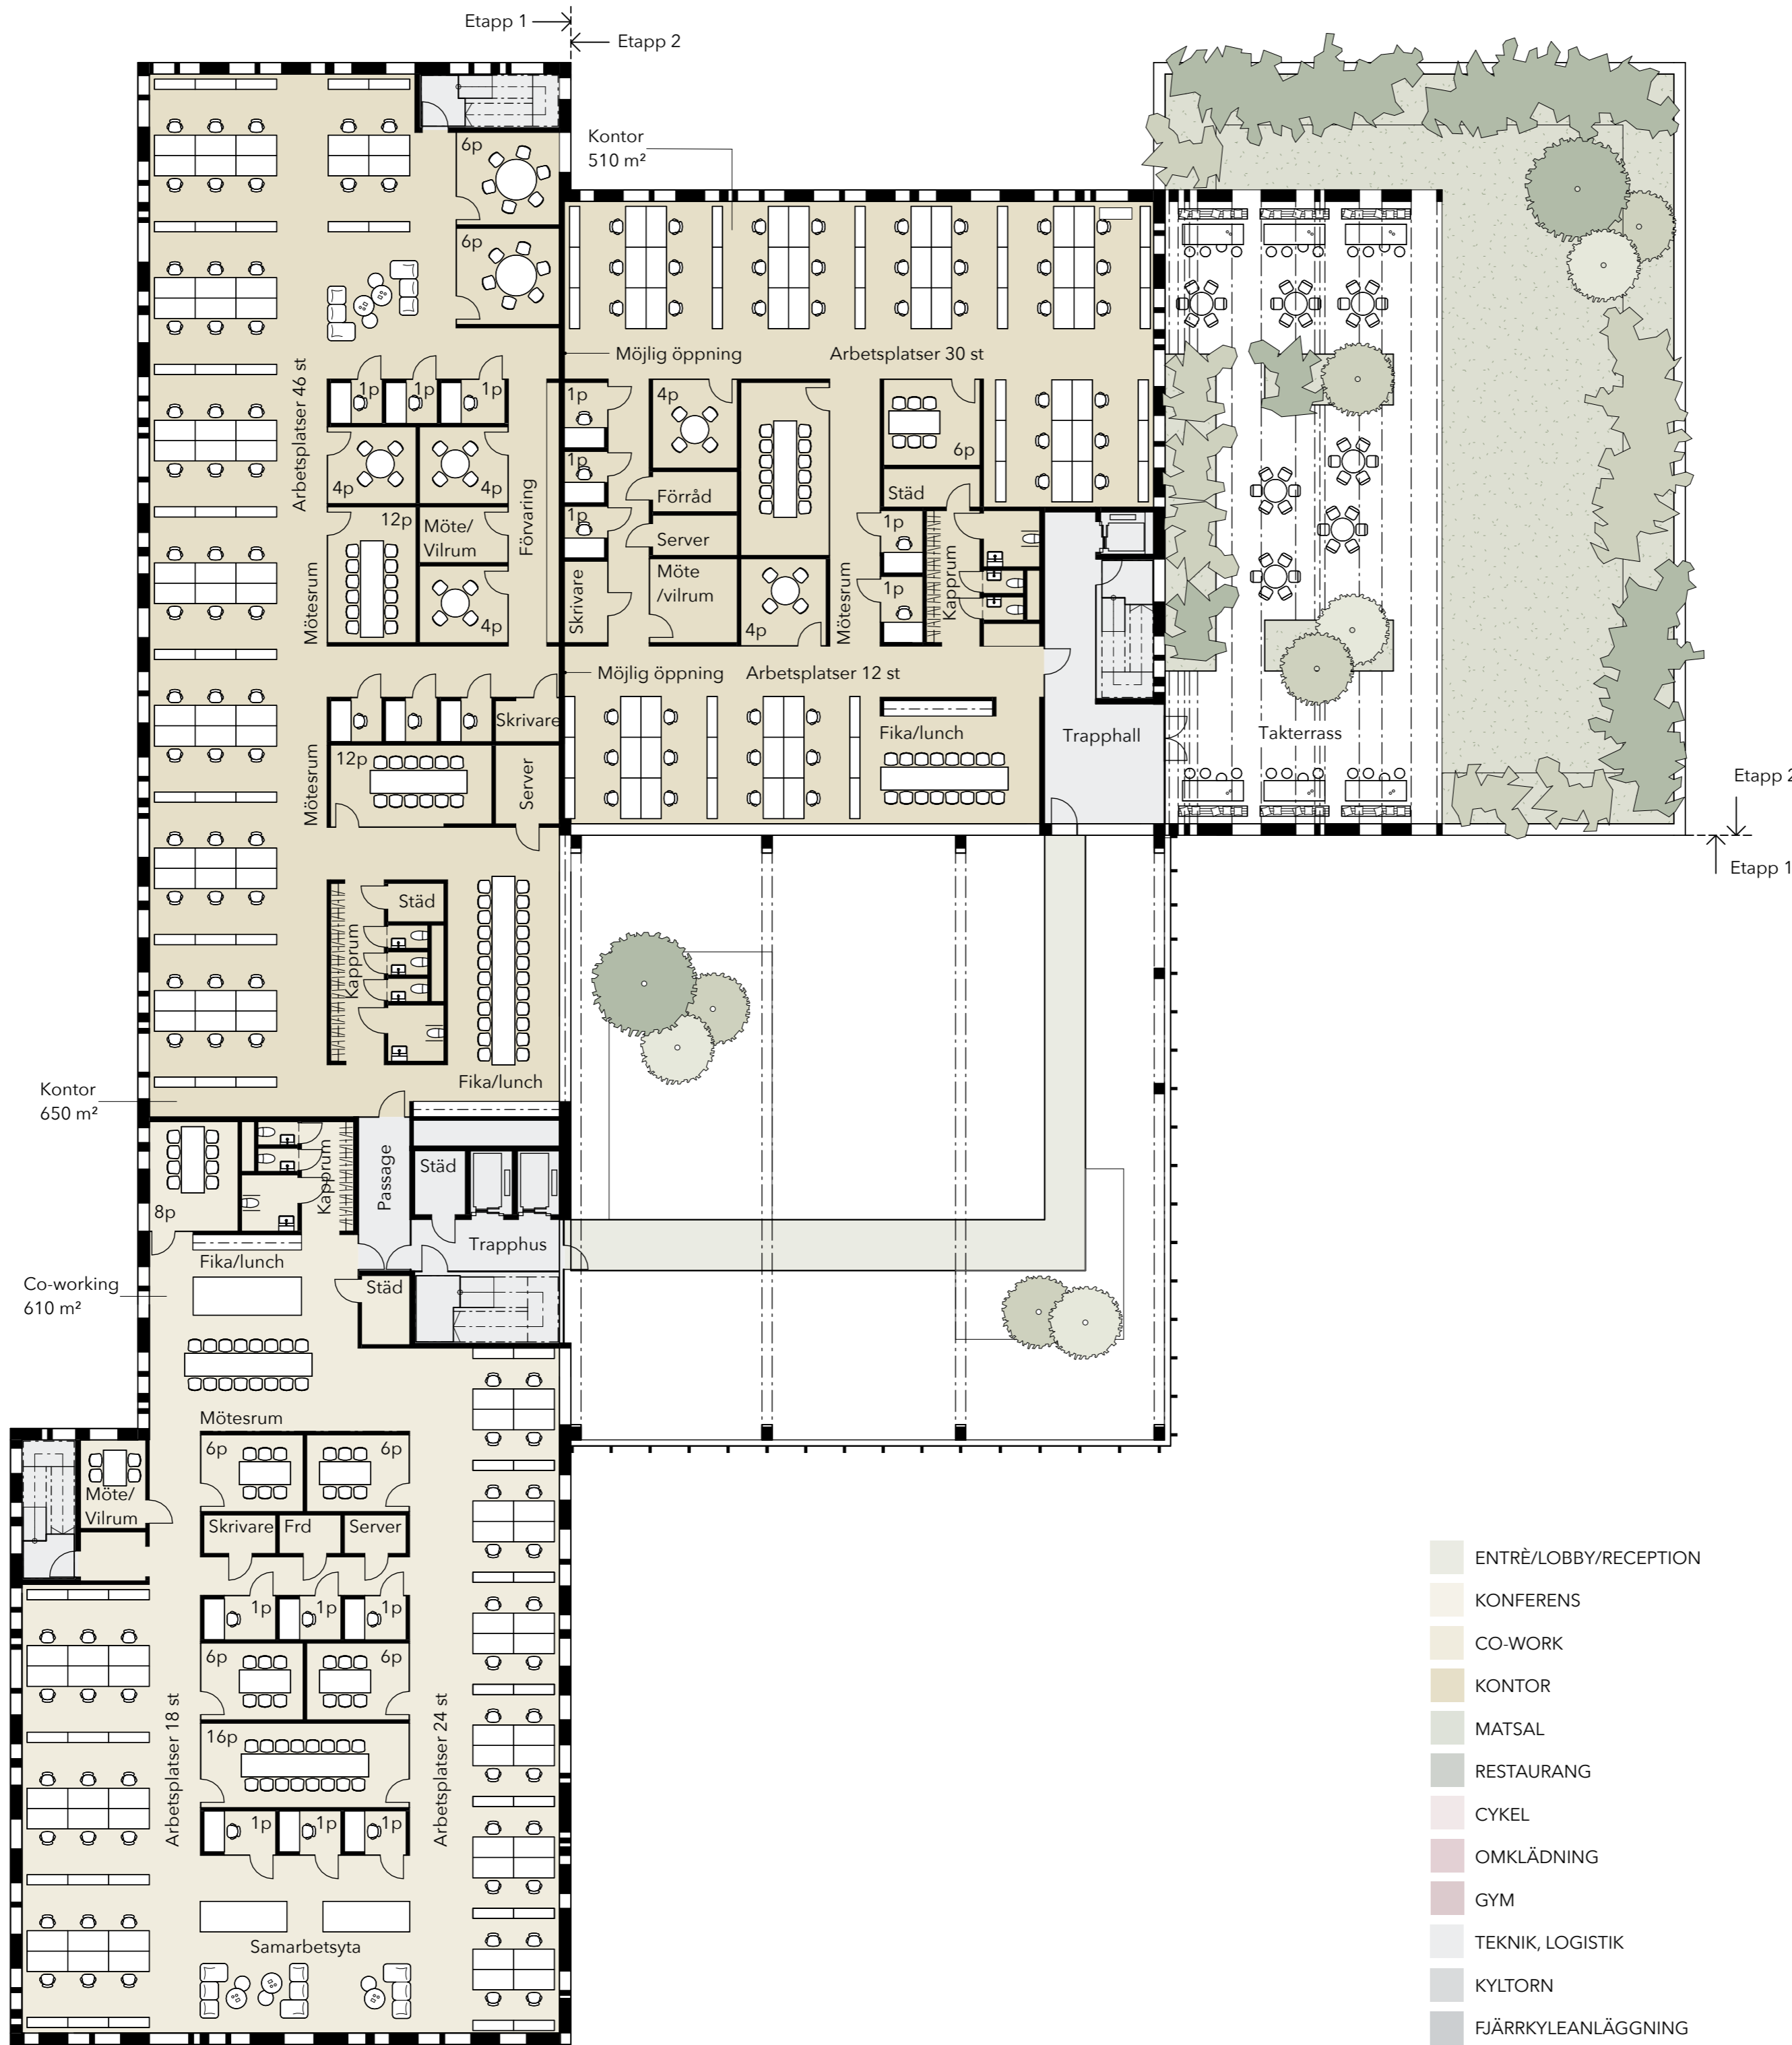 Etapp 1
Etapp 2
Kontor
510 m²
6p
6p
Möjlig öppning
Arbetsplatser 30 st
Arbetsplatser 46 st
1p
1p
1p
4p
4p
12p
Möte/
Vilrum
4p
Mötesrum
Förvaring
1p
1p
1p
Skrivare
4p
Förråd
Server
Möte
/vilrum
4p
Mötesrum
6p
Städ
1p
1p
Kapprum
Möjlig öppning
Arbetsplatser 12 st
Fika/lunch
Trapphall
Takterrass
Etapp 2
Etapp 1
Skrivare
12p
Server
Mötesrum
Städ
Kapprum
Fika/lunch
Kontor
650 m²
8p
Kapprum
Passage
Städ
Trapphus
Fika/lunch
Städ
Co-working
610 m²
Mötesrum
6p
6p
Möte/
Vilrum
Skrivare
Frd
Server
1p
1p
1p
6p
6p
16p
Arbetsplatser 18 st
Arbetsplatser 24 st
1p
1p
1p
Samarbetsyta
ENTRÈ/LOBBY/RECEPTION
KONFERENS
CO-WORK
KONTOR
MATSAL
RESTAURANG
CYKEL
OMKLÄDNING
GYM
TEKNIK, LOGISTIK
KYLTORN
FJÄRRKYLEANLÄGGNING